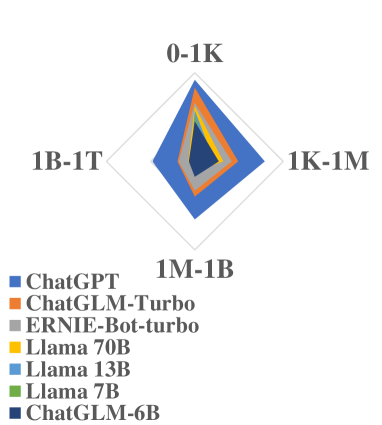 0-1K
1B-1T
1K-1M
1M-1B
ChatGPT
ChatGLM-Turbo
ERNIE-Bot-turbo
Llama 70B
Llama 13B
Llama 7B
ChatGLM-6B